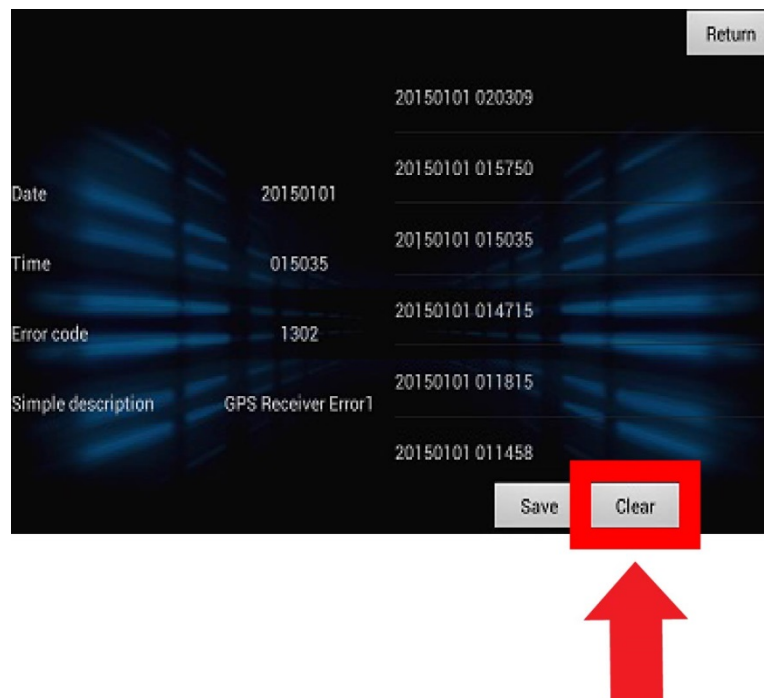 Return
Date 20150101
Time 015035
Error code 1302
Simple description GPS Receiver Error1
20150101 020309
20150101 015750
20150101 015035
20150101 014715
20150101 011815
20150101 011458
Save Clear